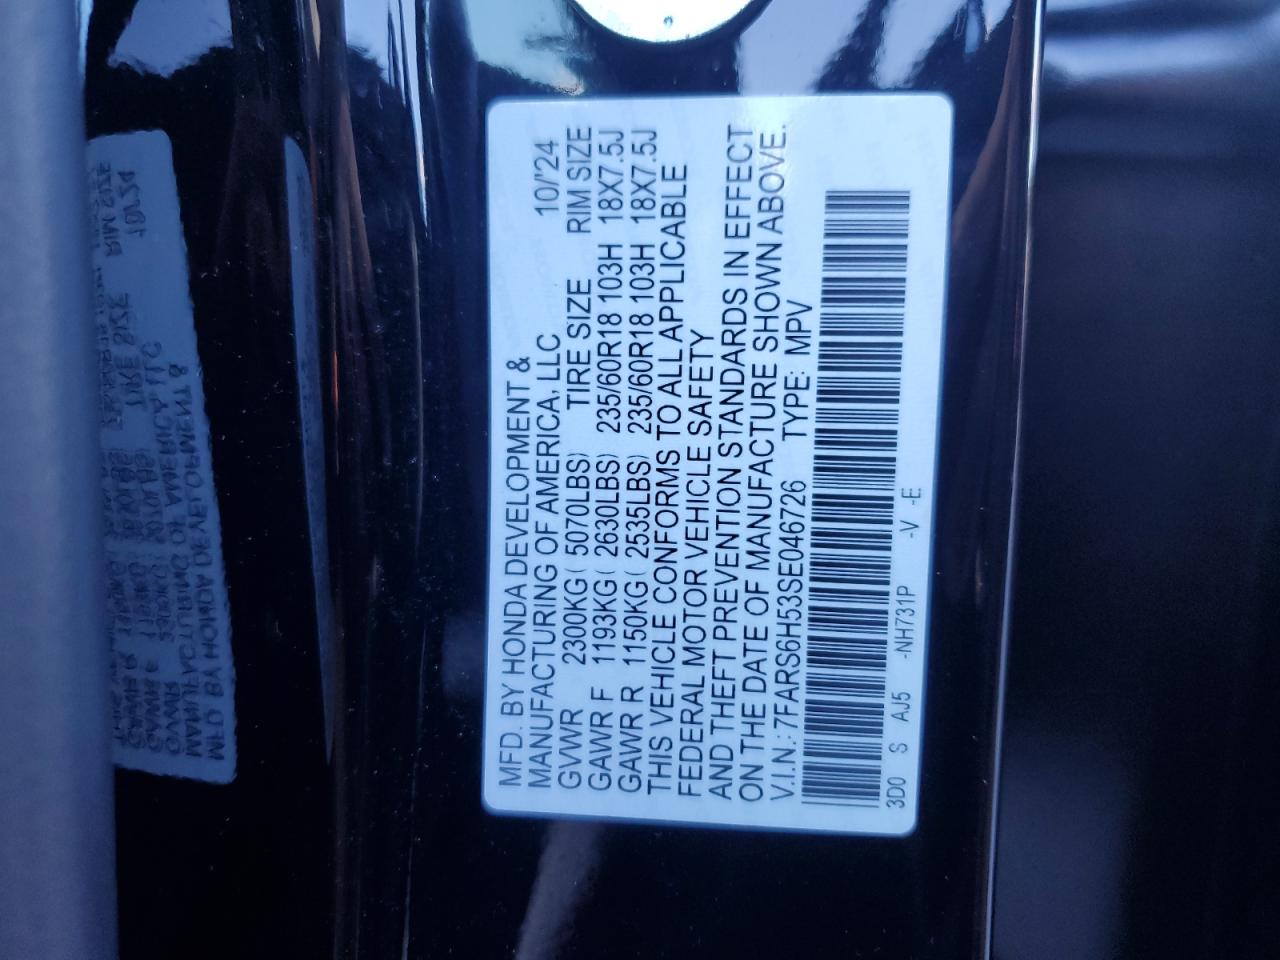 MFD. BY HONDA DEVELOPMENT &
MANUFACTURING OF AMERICA, LLC 10/'24
GVWR 2300KG( 5070LBS) TIRE SIZE RIM SIZE
GAWR F 1193KG( 2630LBS) 235/60R18 103H 18X7.5J
GAWR R 1150KG( 2535LBS) 235/60R18 103H 18X7.5J
THIS VEHICLE CONFORMS TO ALL APPLICABLE
FEDERAL MOTOR VEHICLE SAFETY
AND THEFT PREVENTION STANDARDS IN EFFECT
ON THE DATE OF MANUFACTURE SHOWN ABOVE.
V.I.N.: 7FARS6H53SE046726 TYPE: MPV
3D0 S AJ5 -NH731P -V -E